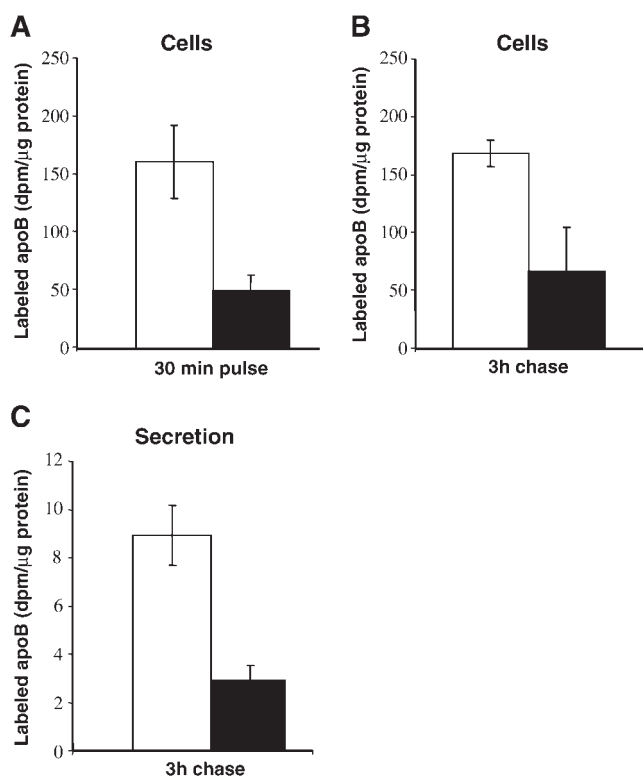 A
Cells
250
200
150
100
50
0
Labeled apoB (dpm/µg protein)
30 min pulse
B
Cells
250
200
150
100
50
0
Labeled apoB (dpm/µg protein)
3h chase
C
Secretion
12
10
8
6
4
2
0
Labeled apoB (dpm/µg protein)
3h chase